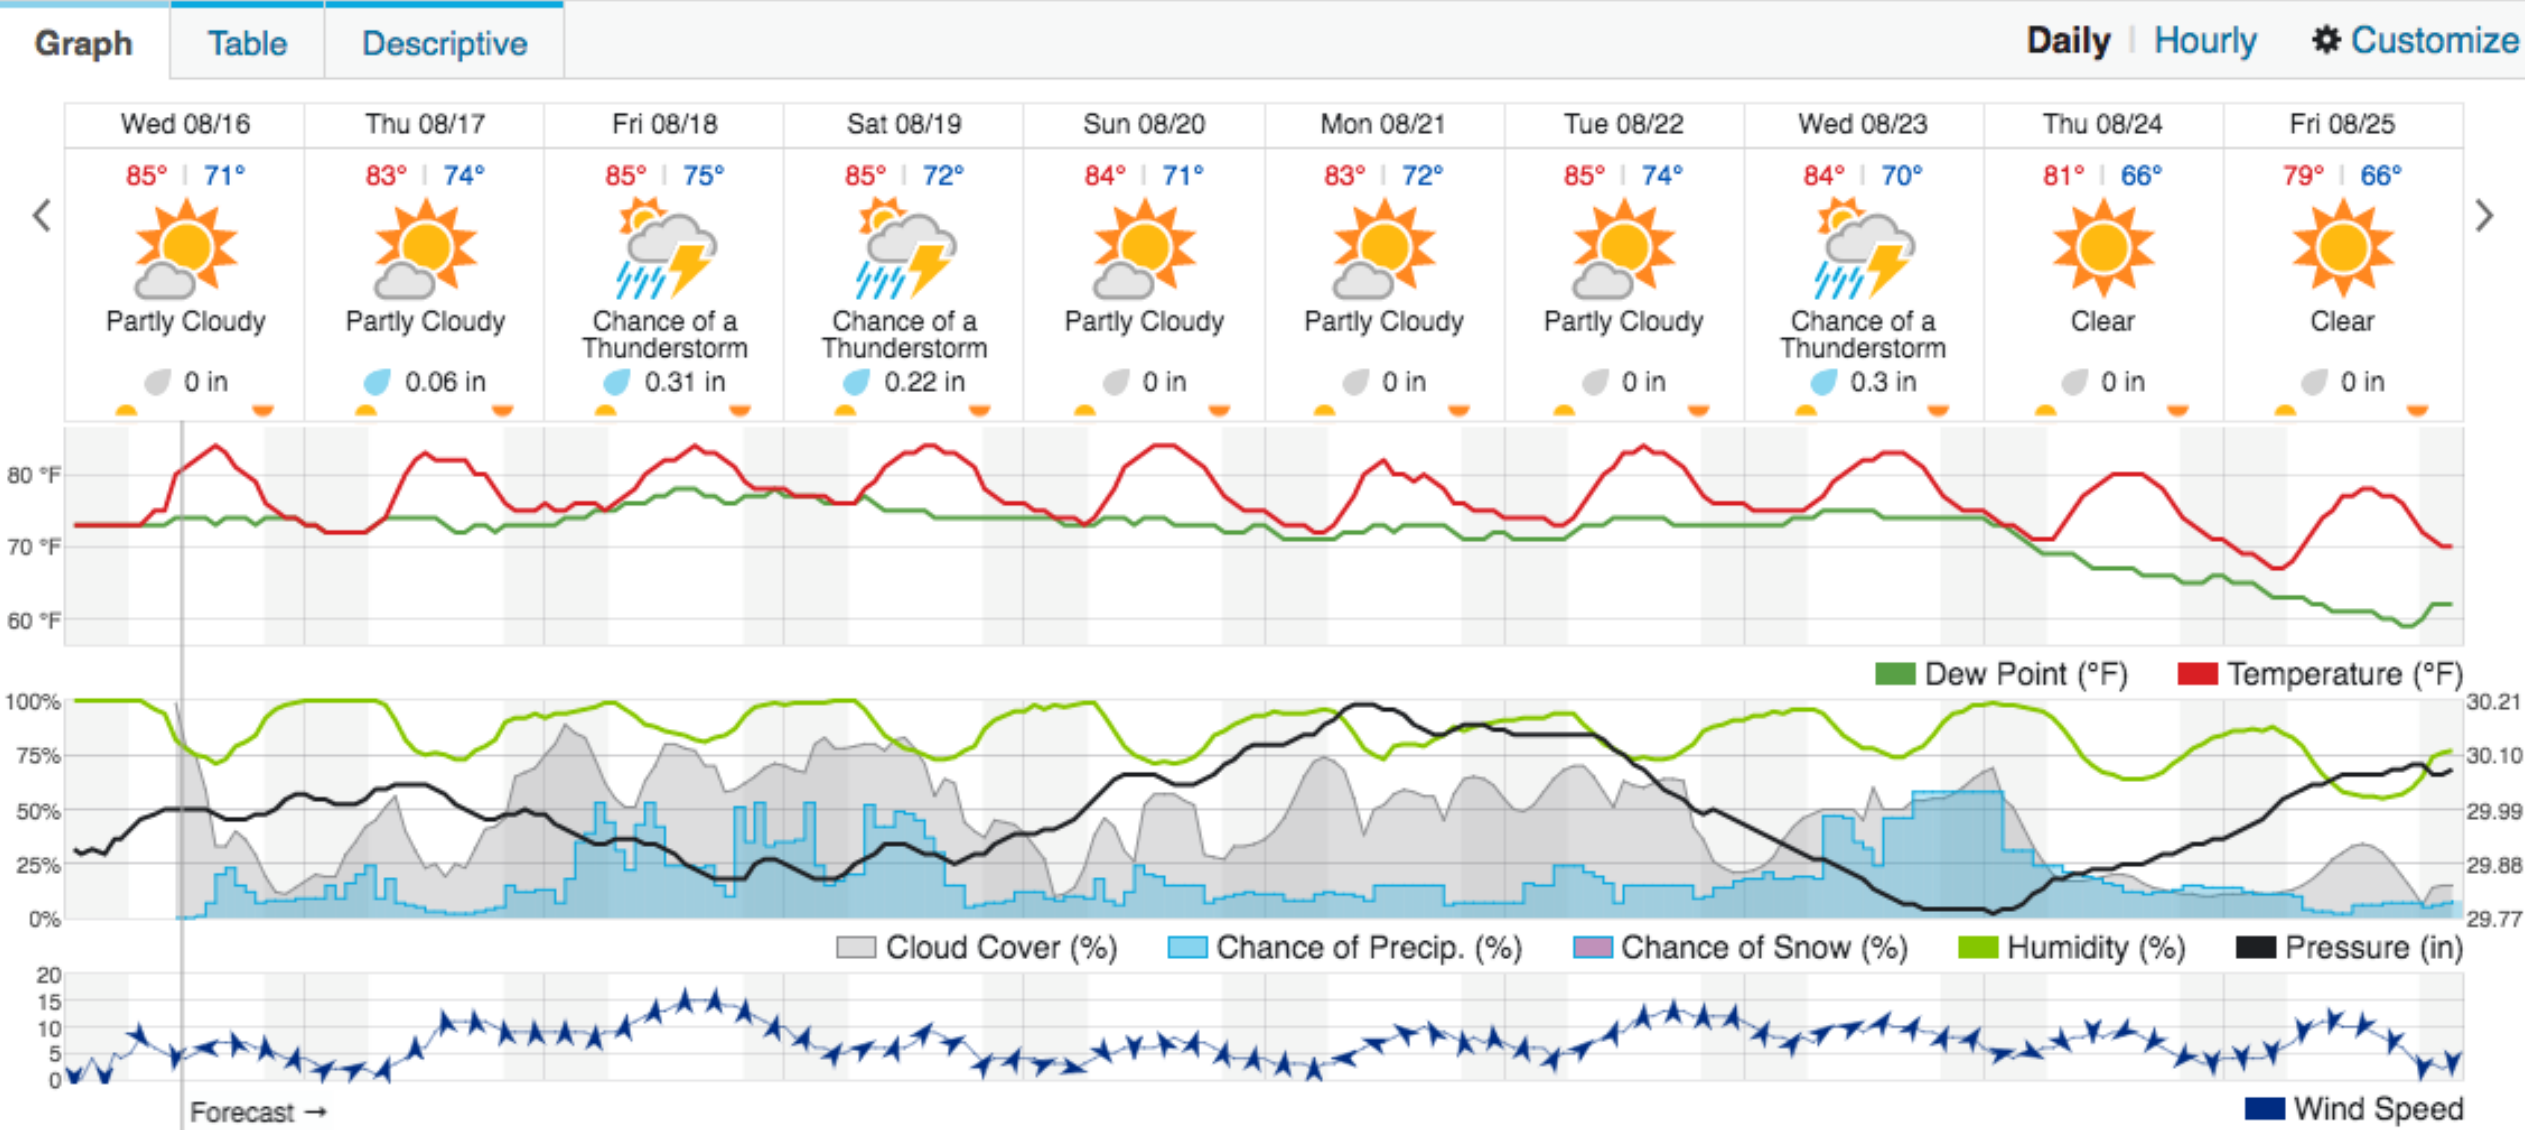 Graph Table Descriptive Daily Hourly Customize
Wed 08/16 Thu 08/17 Fri 08/18 Sat 08/19 Sun 08/20 Mon 08/21 Tue 08/22 Wed 08/23 Thu 08/24 Fri 08/25
85° | 71° 83° | 74° 85° | 75° 85° | 72° 84° | 71° 83° | 72° 85° | 74° 84° | 70° 81° | 66° 79° | 66°
Partly Cloudy Partly Cloudy Chance of a Chance of a Partly Cloudy Partly Cloudy Partly Cloudy Chance of a Clear Clear
Thunderstorm Thunderstorm Thunderstorm
0 in 0.06 in 0.31 in 0.22 in 0 in 0 in 0 in 0.3 in 0 in 0 in
80 °F
70 °F
60 °F
Dew Point (°F) Temperature (°F)
100% 30.21
75% 30.10
50% 29.99
25% 29.88
0% 29.77
Cloud Cover (%) Chance of Precip. (%) Chance of Snow (%) Humidity (%) Pressure (in)
20
15
10
5
0
Forecast → Wind Speed